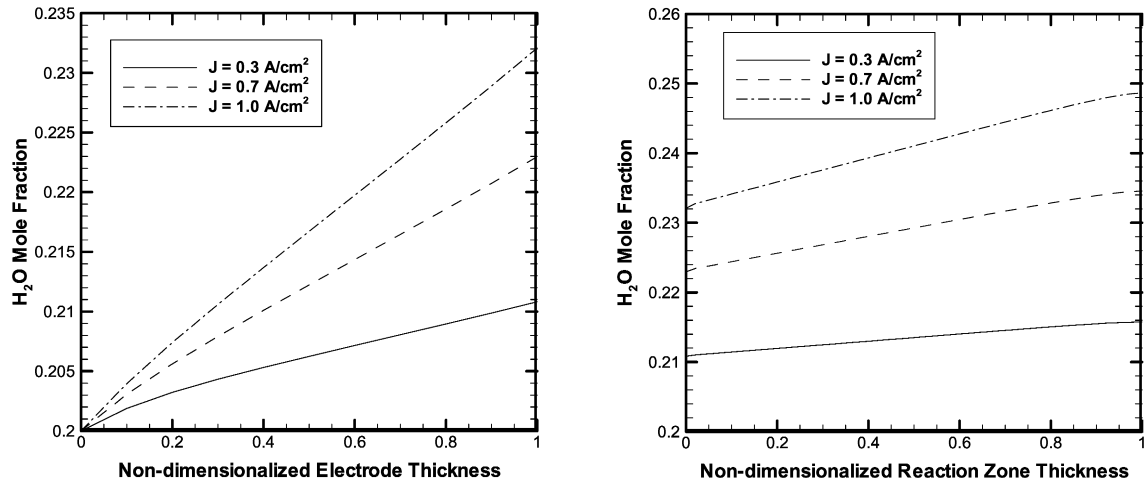 0.235
0.23
0.225
0.22
0.215
0.21
0.205
0.2
H₂O Mole Fraction
J = 0.3 A/cm²
J = 0.7 A/cm²
J = 1.0 A/cm²
0 0.2 0.4 0.6 0.8 1
Non-dimensionalized Electrode Thickness
0.26
0.25
0.24
0.23
0.22
0.21
0.2
H₂O Mole Fraction
J = 0.3 A/cm²
J = 0.7 A/cm²
J = 1.0 A/cm²
0 0.2 0.4 0.6 0.8 1
Non-dimensionalized Reaction Zone Thickness